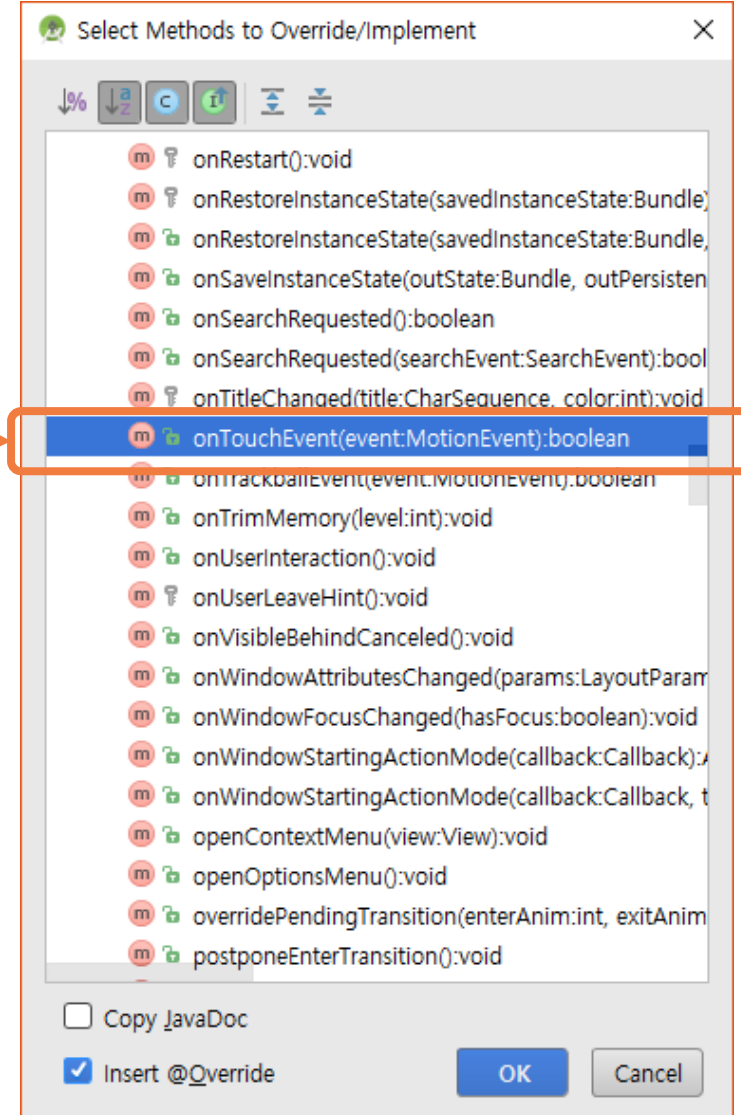 Select Methods to Override/Implement
onRestart():void
onRestoreInstanceState(savedInstanceState:Bundle)
onRestoreInstanceState(savedInstanceState:Bundle,
onSaveInstanceState(outState:Bundle, outPersisten
onSearchRequested():boolean
onSearchRequested(searchEvent:SearchEvent):bool
onTitleChanged(title:CharSequence, color:int):void
onTouchEvent(event:MotionEvent):boolean
onTrackballEvent(event:MotionEvent):boolean
onTrimMemory(level:int):void
onUserInteraction():void
onUserLeaveHint():void
onVisibleBehindCanceled():void
onWindowAttributesChanged(params:LayoutParam
onWindowFocusChanged(hasFocus:boolean):void
onWindowStartingActionMode(callback:Callback):A
onWindowStartingActionMode(callback:Callback, t
openContextMenu(view:View):void
openOptionsMenu():void
overridePendingTransition(enterAnim:int, exitAnim
postponeEnterTransition():void
Copy JavaDoc
Insert @Override
OK Cancel